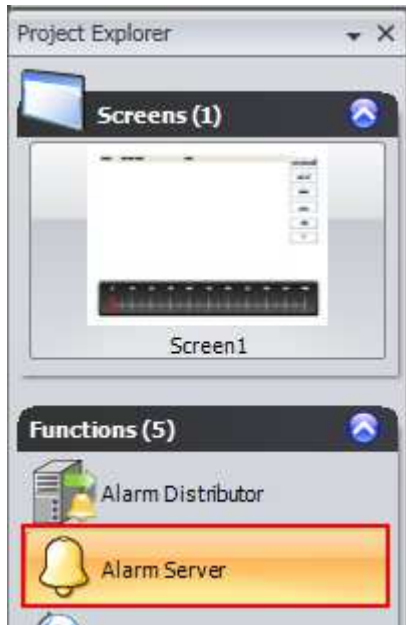 Project Explorer
Screens (1)
Screen1
Functions (5)
Alarm Distributor
Alarm Server